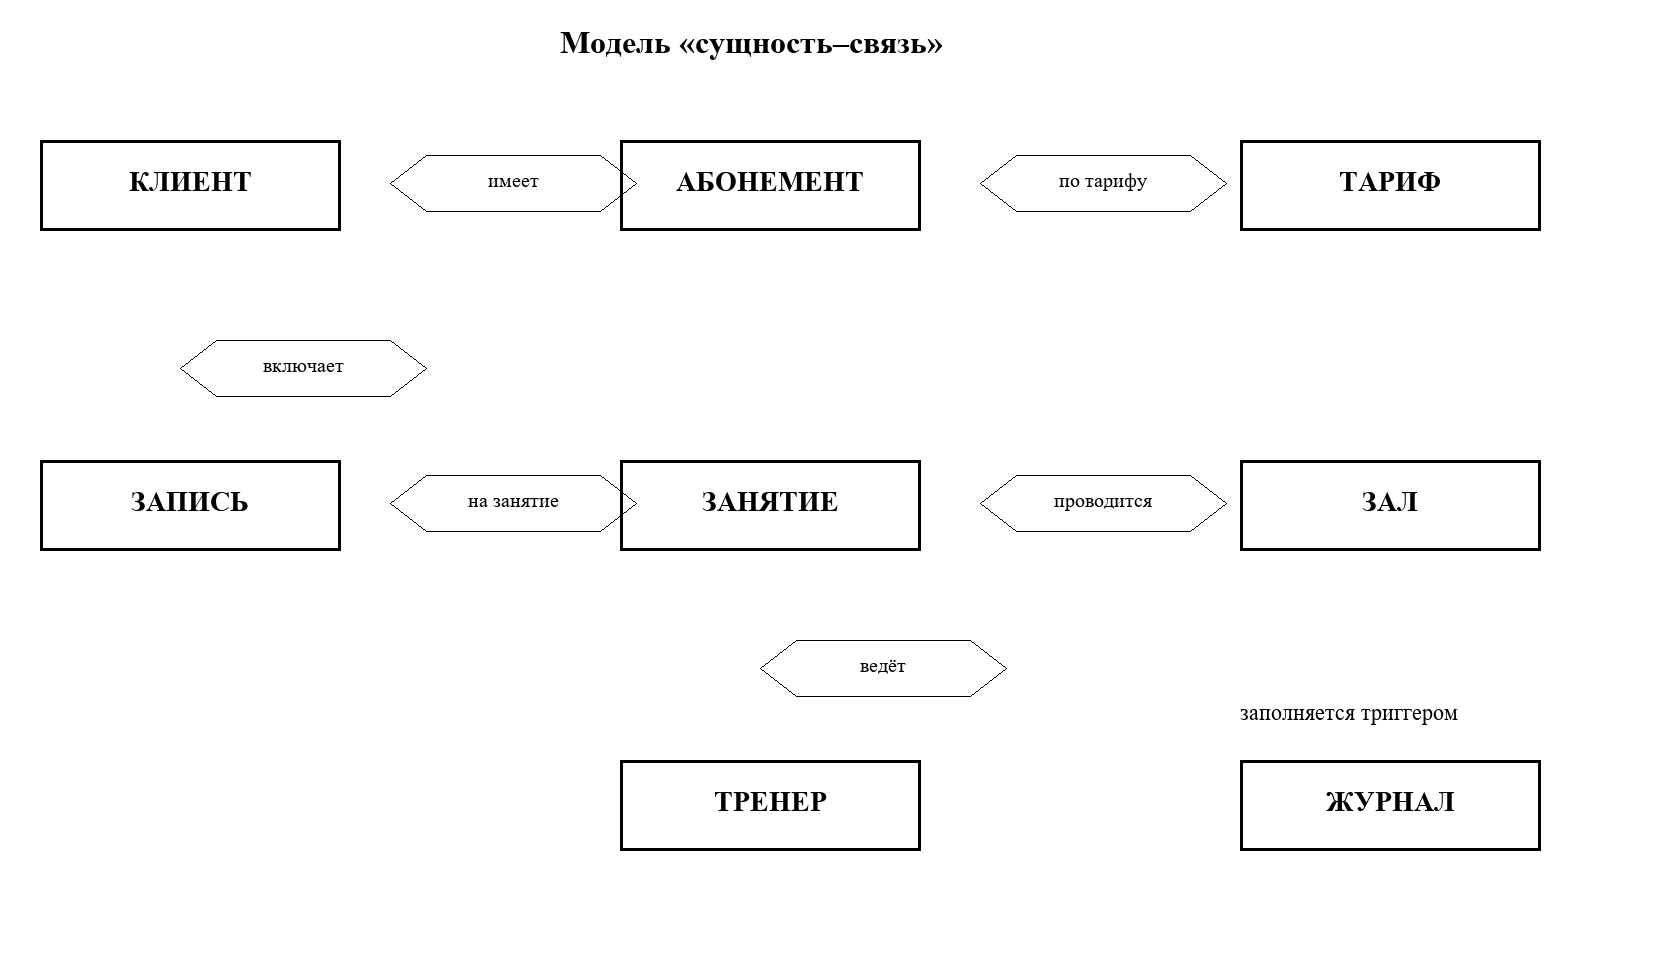 Модель «сущность–связь»
КЛИЕНТ
имеет
АБОНЕМЕНТ
по тарифу
ТАРИФ
включает
ЗАПИСЬ
на занятие
ЗАНЯТИЕ
проводится
ЗАЛ
ведёт
заполняется триггером
ТРЕНЕР
ЖУРНАЛ